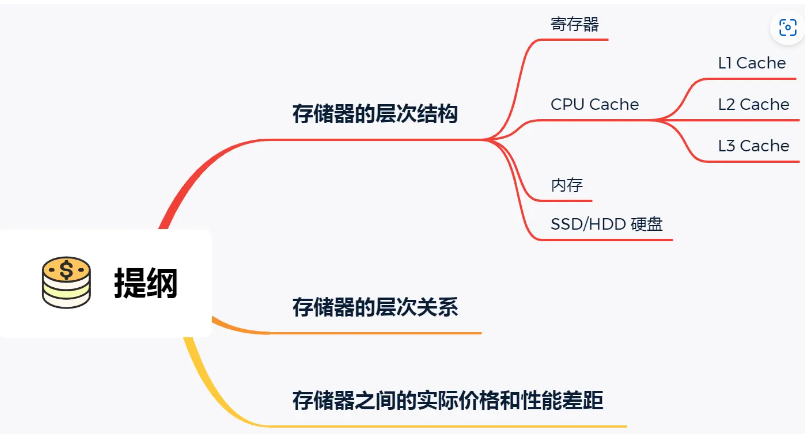 提纲
存储器的层次结构
寄存器
CPU Cache
L1 Cache
L2 Cache
L3 Cache
内存
SSD/HDD 硬盘
存储器的层次关系
存储器之间的实际价格和性能差距